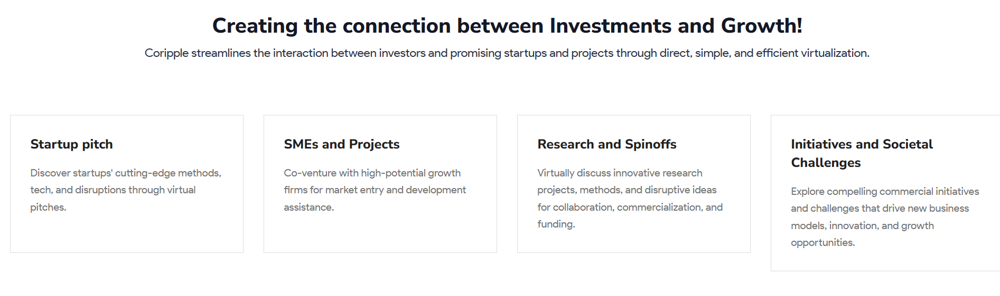 Creating the connection between Investments and Growth!
Coripple streamlines the interaction between investors and promising startups and projects through direct, simple, and efficient virtualization.
Startup pitch
Discover startups' cutting-edge methods,
tech, and disruptions through virtual
pitches.
SMEs and Projects
Co-venture with high-potential growth
firms for market entry and development
assistance.
Research and Spinoffs
Virtually discuss innovative research
projects, methods, and disruptive ideas
for collaboration, commercialization, and
funding.
Initiatives and Societal
Challenges
Explore compelling commercial initiatives
and challenges that drive new business
models, innovation, and growth
opportunities.